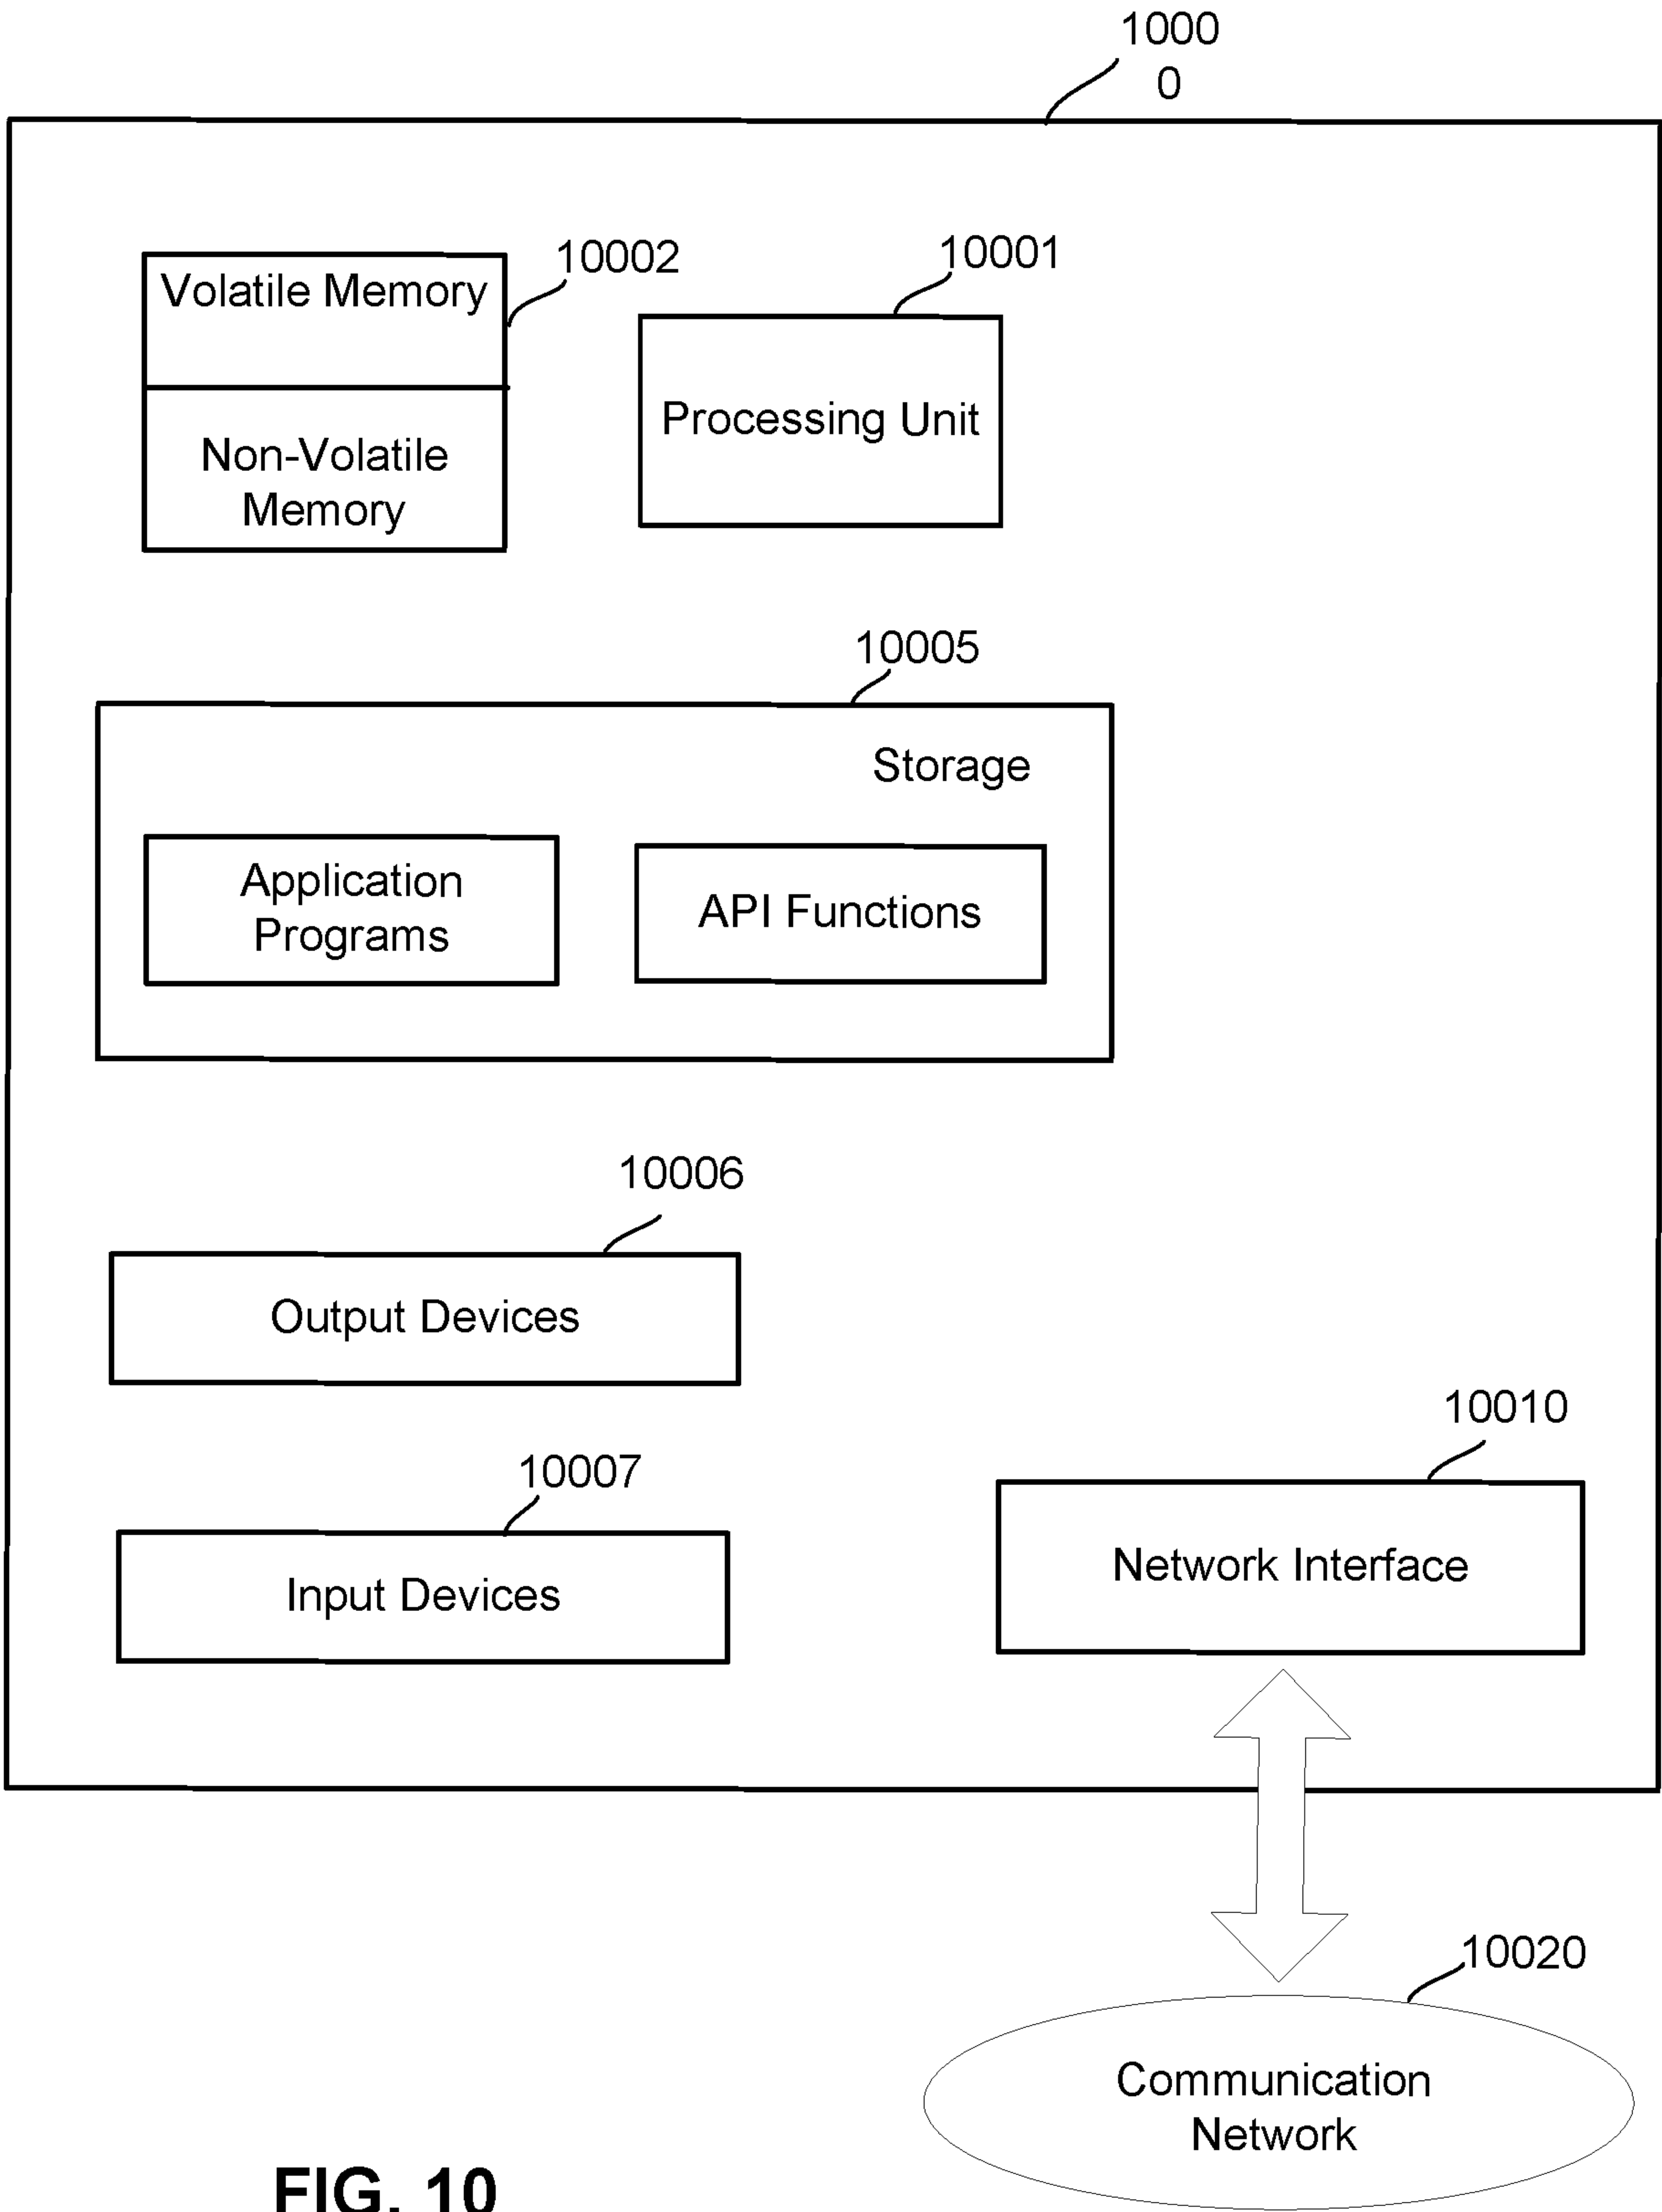 1000
0
10002
10001
Volatile Memory
Processing Unit
Non-Volatile
Memory
10005
Storage
Application
Programs
API Functions
10006
Output Devices
10010
10007
Network Interface
Input Devices
10020
Communication
Network
FIG. 10